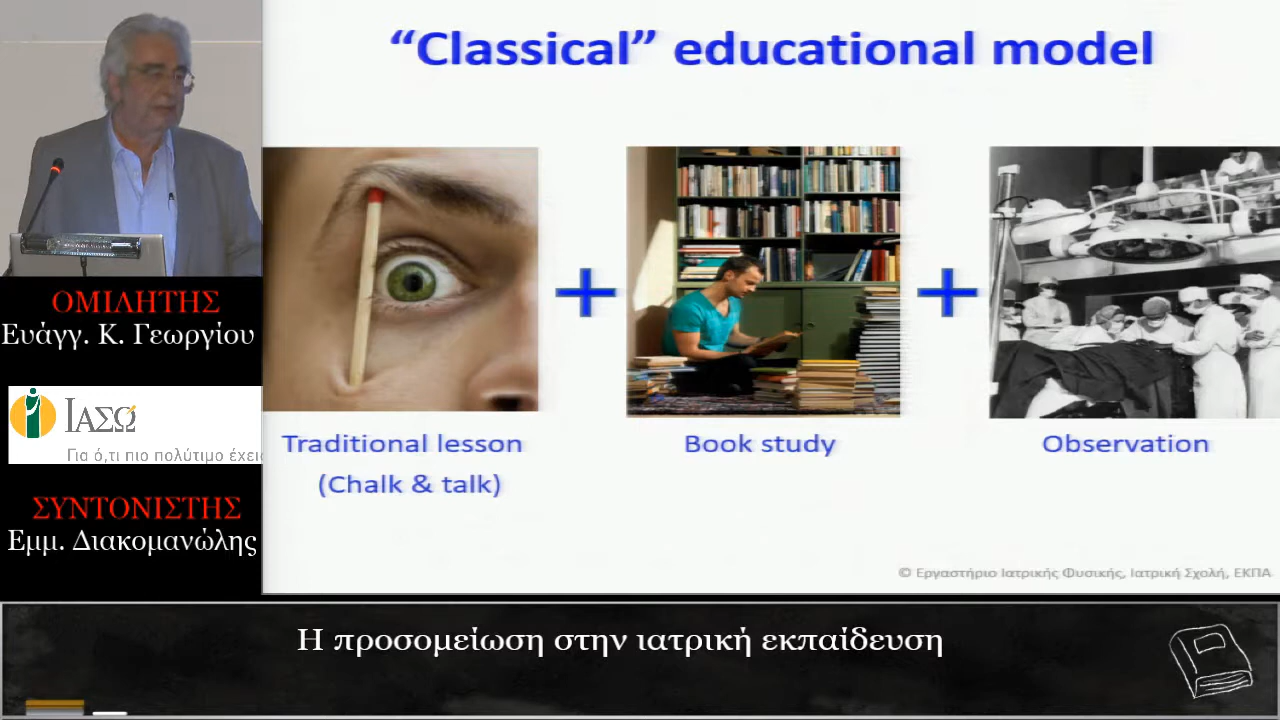 “Classical” educational model
Traditional lesson
(Chalk & talk)
+
Book study
+
Observation
© Εργαστήριο Ιατρικής Φυσικής, Ιατρική Σχολή, ΕΚΠΑ
ΟΜΙΛΗΤΗΣ
Ευάγγ. Κ. Γεωργίου
ΙΑΣΩ
Για ό,τι πιο πολύτιμο έχει
ΣΥΝΤΟΝΙΣΤΗΣ
Εμμ. Διακομανώλης
Η προσομείωση στην ιατρική εκπαίδευση